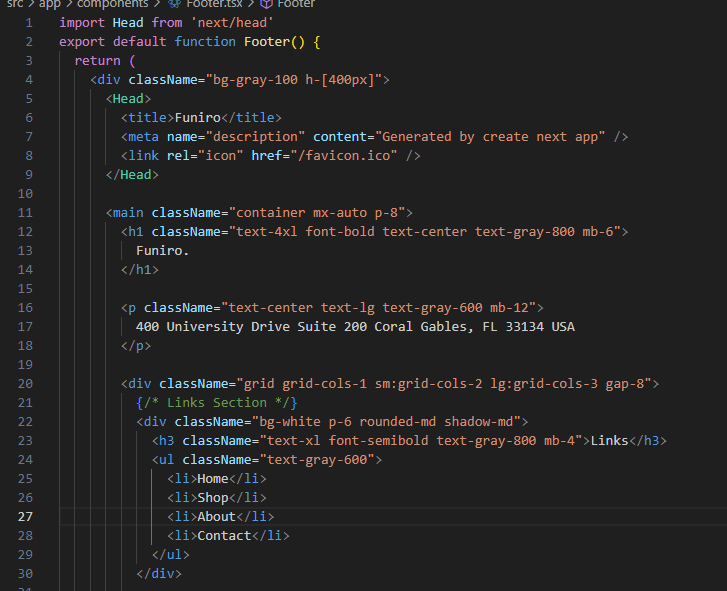 src > app > components > Footer.tsx > Footer
1 import Head from 'next/head'
2 export default function Footer() {
3 return (
4 <div className="bg-gray-100 h-[400px]">
5 <Head>
6 <title>Funiro</title>
7 <meta name="description" content="Generated by create next app" />
8 <link rel="icon" href="/favicon.ico" />
9 </Head>
10
11 <main className="container mx-auto p-8">
12 <h1 className="text-4xl font-bold text-center text-gray-800 mb-6">
13 Funiro.
14 </h1>
15
16 <p className="text-center text-lg text-gray-600 mb-12">
17 400 University Drive Suite 200 Coral Gables, FL 33134 USA
18 </p>
19
20 <div className="grid grid-cols-1 sm:grid-cols-2 lg:grid-cols-3 gap-8">
21 {/* Links Section */}
22 <div className="bg-white p-6 rounded-md shadow-md">
23 <h3 className="text-xl font-semibold text-gray-800 mb-4">Links</h3>
24 <ul className="text-gray-600">
25 <li>Home</li>
26 <li>Shop</li>
27 <li>About</li>
28 <li>Contact</li>
29 </ul>
30 </div>